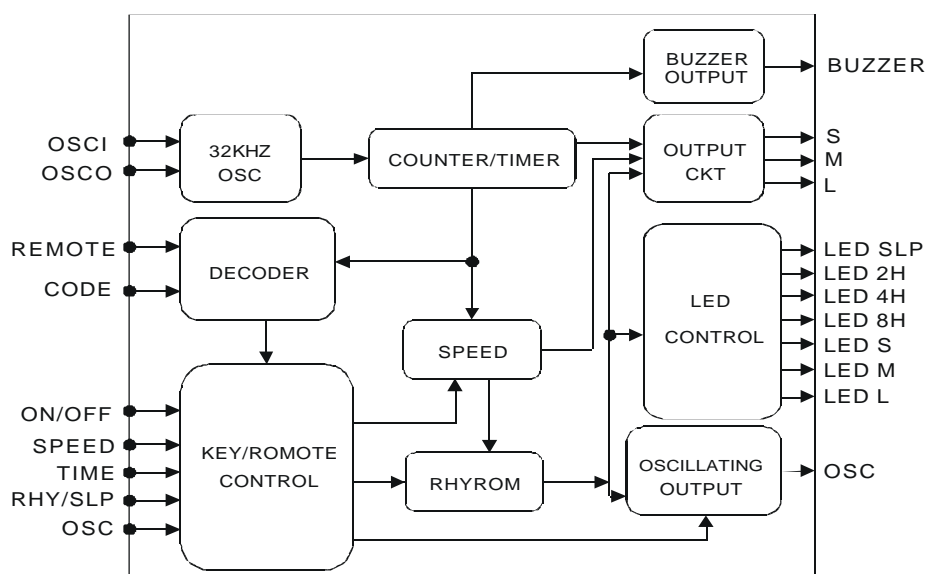 BUZZER
OUTPUT
BUZZER
OSCI
OSCO
32KHZ
OSC
COUNTER/TIMER
OUTPUT
CKT
S
M
L
REMOTE
CODE
DECODER
LED
CONTROL
LED SLP
LED 2H
LED 4H
LED 8H
LED S
LED M
LED L
SPEED
ON/OFF
SPEED
TIME
RHY/SLP
OSC
KEY/ROMOTE
CONTROL
RHYROM
OSCILLATING
OUTPUT
OSC